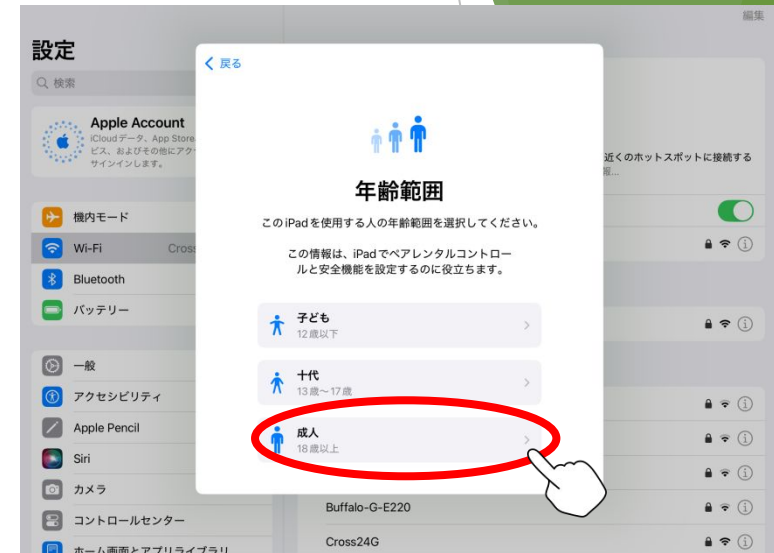 編集
設定
検索
Apple Account
iCloudデータ、App Store
ビス、およびその他にアク
サインインします。
機内モード
Wi-Fi Cross
Bluetooth
バッテリー
一般
アクセシビリティ
Apple Pencil
Siri
カメラ
コントロールセンター
ホーム画面とアプリライブラリ
戻る
年齢範囲
このiPadを使用する人の年齢範囲を選択してください。
この情報は、iPadでペアレンタルコントロー
ルと安全機能を設定するのに役立ちます。
子ども
12歳以下
十代
13歳～17歳
成人
18歳以上
近くのホットスポットに接続する
Buffalo-G-E220
Cross24G